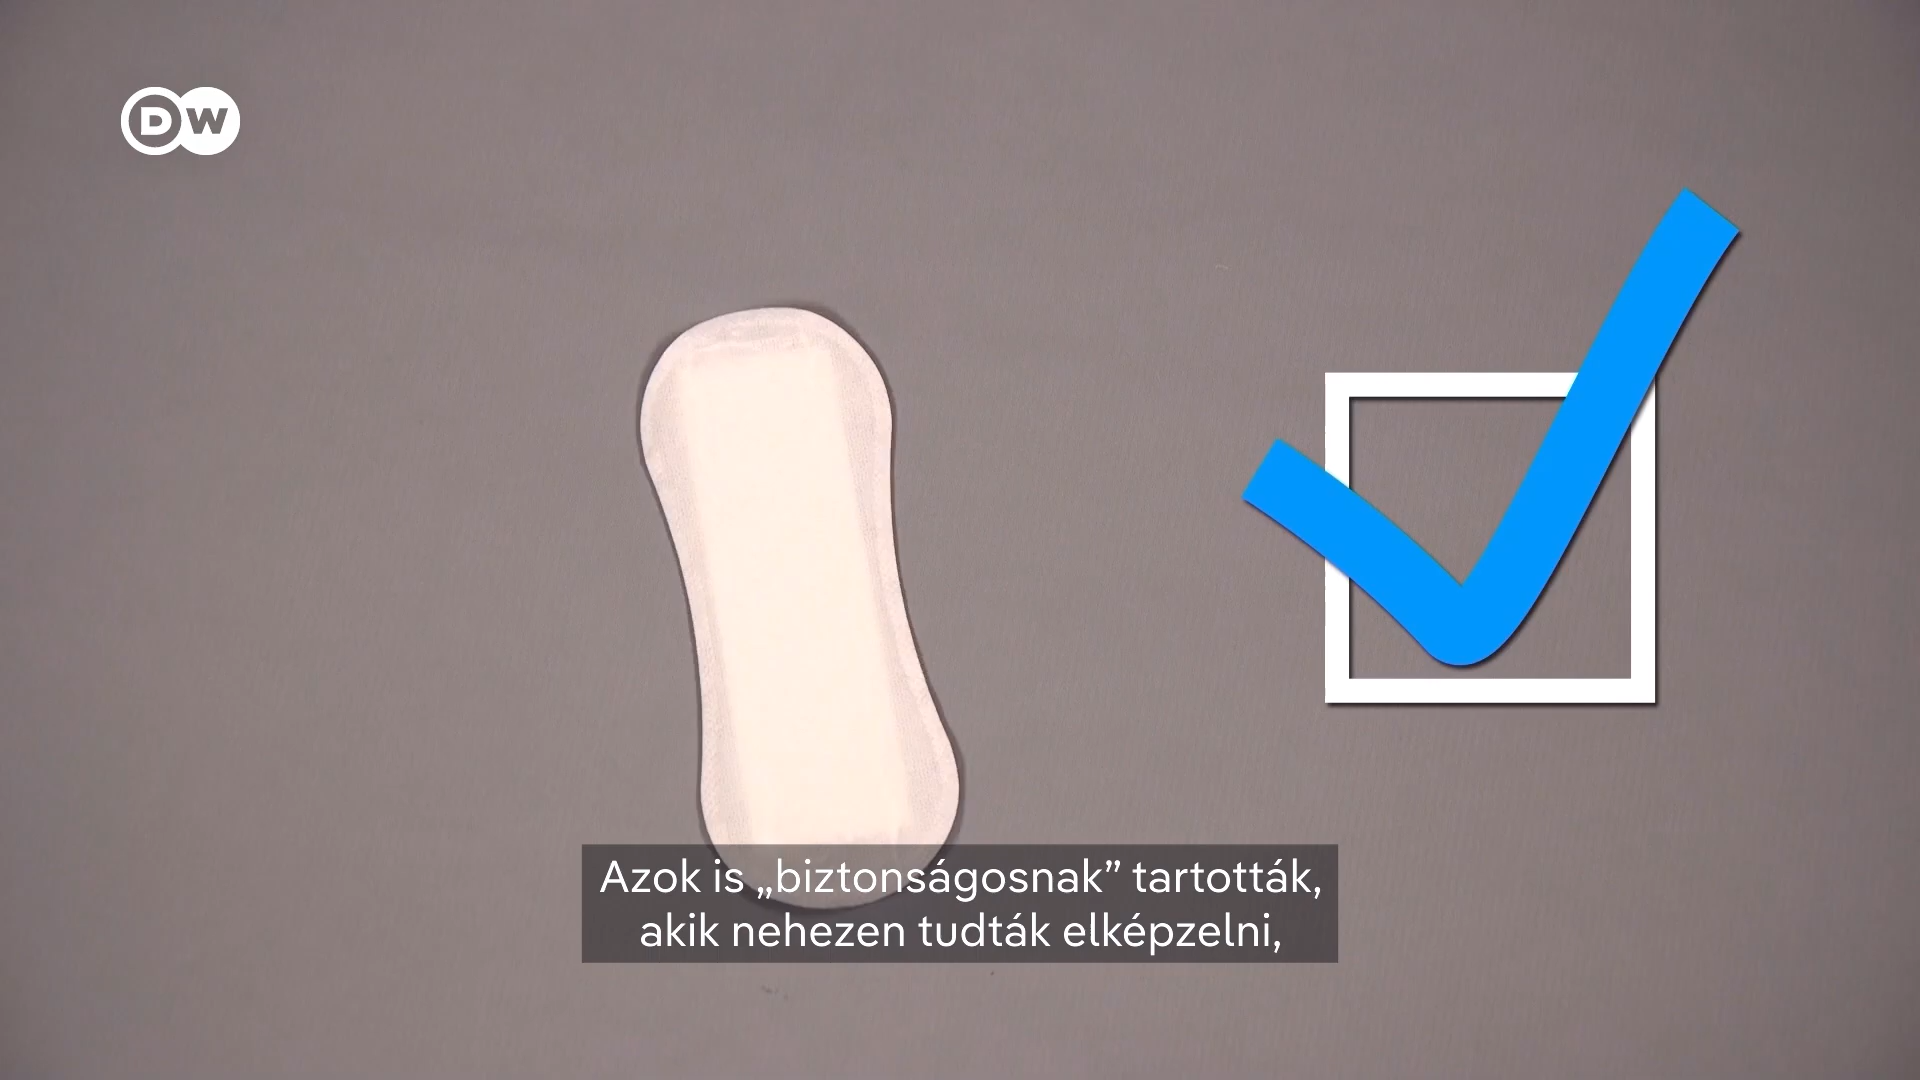 DW
Azok is „biztonságosnak” tartották,
akik nehezen tudták elképzelni,